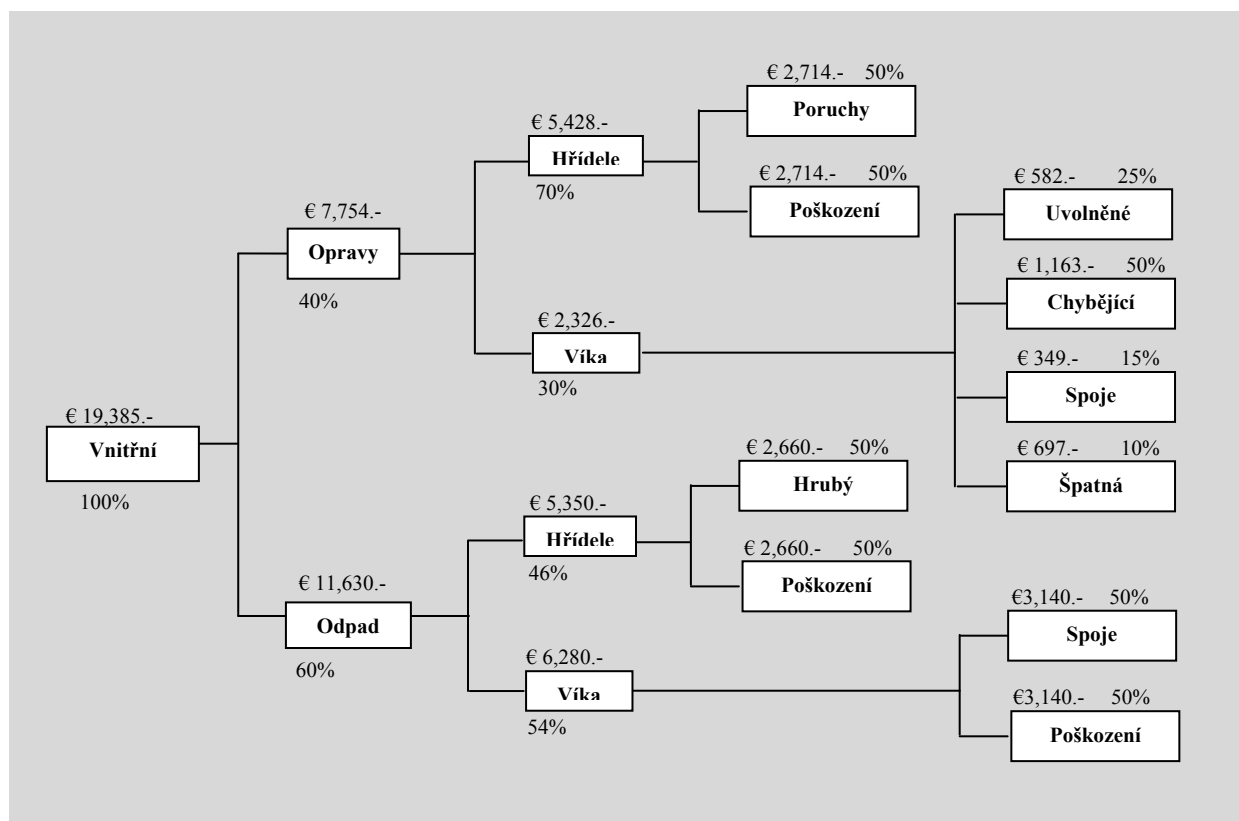 € 2,714.- 50%
Poruchy
€ 5,428.-
Hřídele
70%
€ 2,714.- 50%
Poškození
€ 582.- 25%
Uvolněné
€ 7,754.-
Opravy
40%
€ 1,163.- 50%
Chybějící
€ 2,326.-
Víka
30%
€ 349.- 15%
Spoje
€ 19,385.-
Vnitřní
100%
€ 697.- 10%
Špatná
€ 2,660.- 50%
Hrubý
€ 5,350.-
Hřídele
46%
€ 2,660.- 50%
Poškození
€ 11,630.-
Odpad
60%
€3,140.- 50%
Spoje
€ 6,280.-
Víka
54%
€3,140.- 50%
Poškození